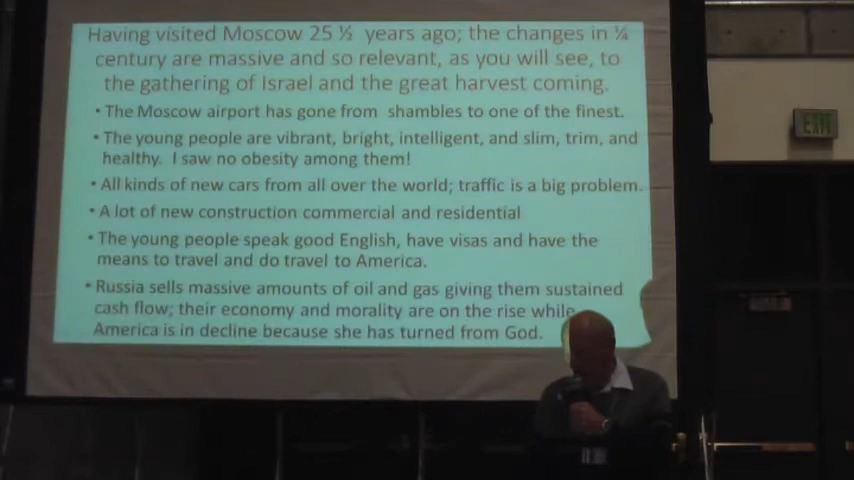 Having visited Moscow 25 ½ years ago; the changes in ¼
century are massive and so relevant, as you will see, to
the gathering of Israel and the great harvest coming.
• The Moscow airport has gone from shambles to one of the finest.
• The young people are vibrant, bright, intelligent, and slim, trim, and
healthy. I saw no obesity among them!
• All kinds of new cars from all over the world; traffic is a big problem.
• A lot of new construction commercial and residential
• The young people speak good English, have visas and have the
means to travel and do travel to America.
• Russia sells massive amounts of oil and gas giving them sustained
cash flow; their economy and morality are on the rise while
America is in decline because she has turned from God.
EXIT